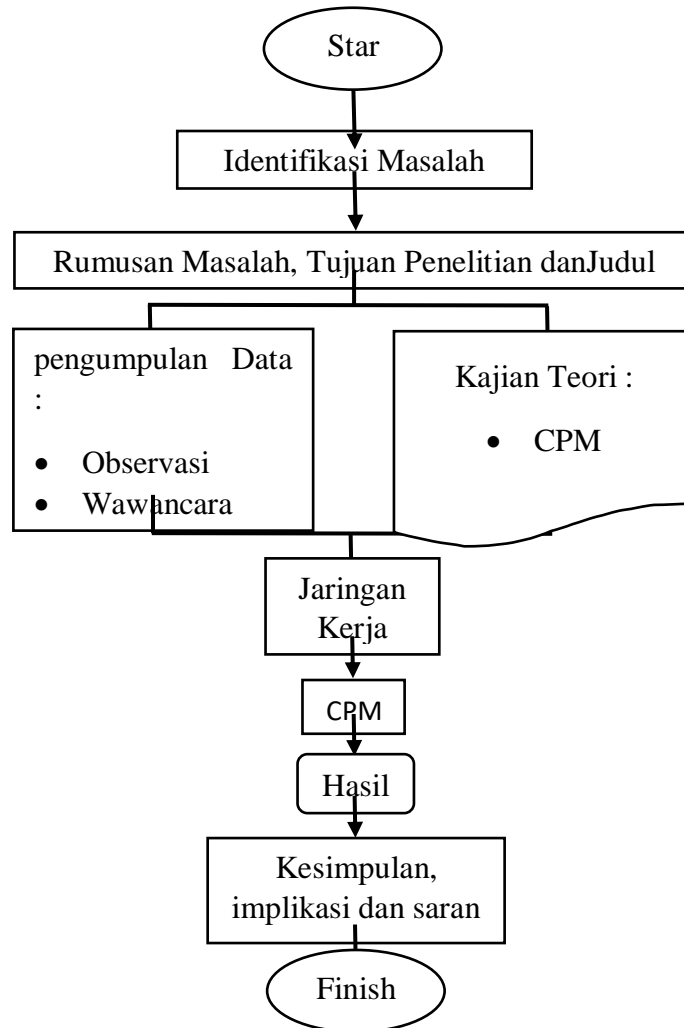 Star
Identifikasi Masalah
Rumusan Masalah, Tujuan Penelitian danJudul
pengumpulan Data
:
• Observasi
• Wawancara
Kajian Teori :
• CPM
Jaringan
Kerja
CPM
Hasil
Kesimpulan,
implikasi dan saran
Finish